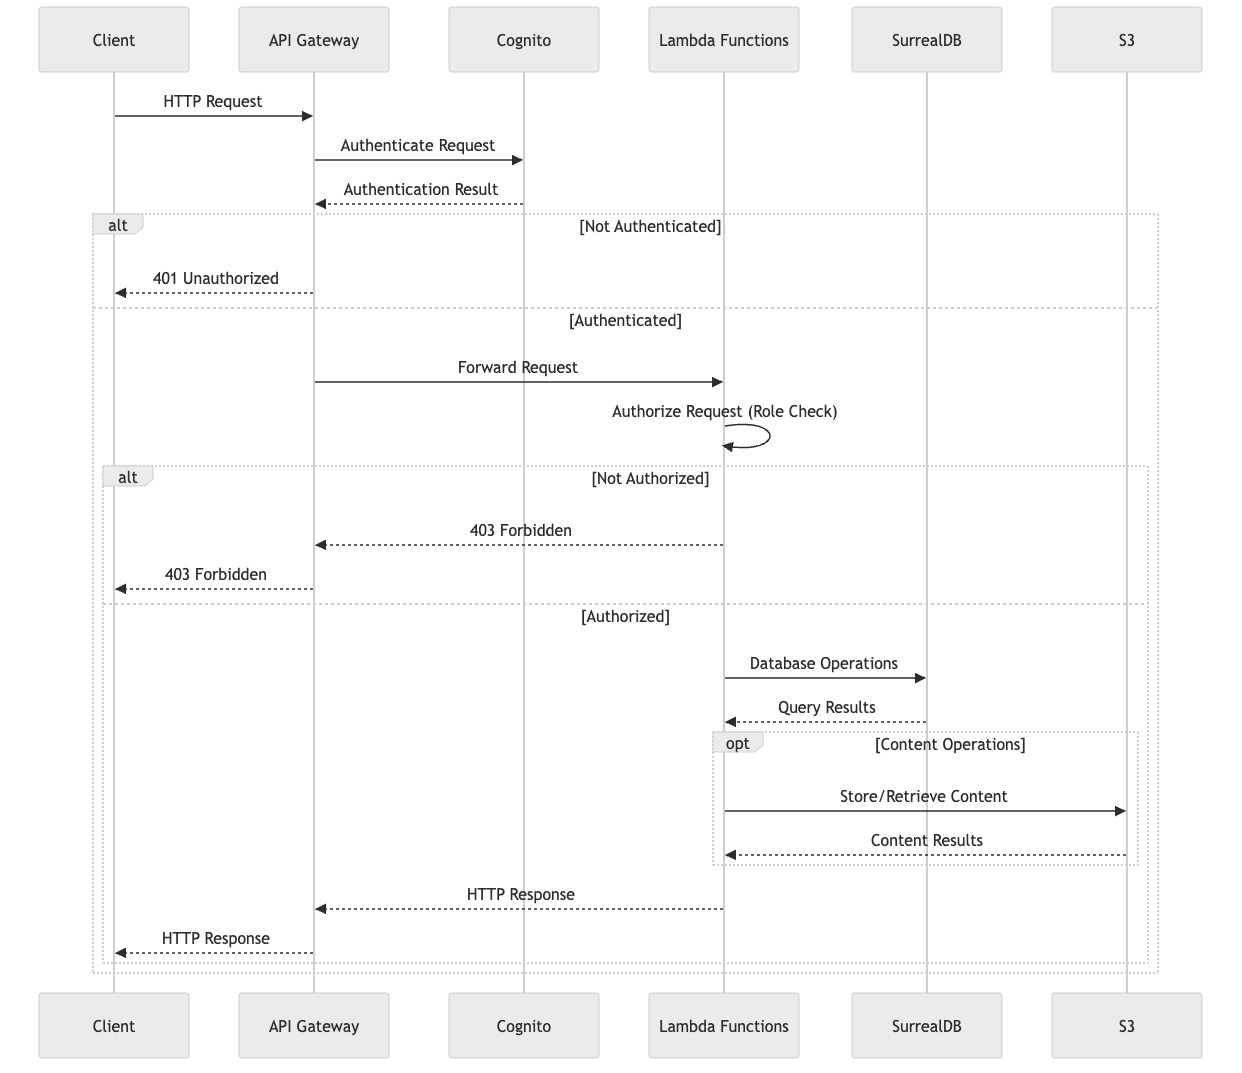 Client
API Gateway
Cognito
Lambda Functions
SurrealDB
S3
HTTP Request
Authenticate Request
Authentication Result
alt
[Not Authenticated]
401 Unauthorized
[Authenticated]
Forward Request
Authorize Request (Role Check)
alt
[Not Authorized]
403 Forbidden
403 Forbidden
[Authorized]
Database Operations
Query Results
opt
[Content Operations]
Store/Retrieve Content
Content Results
HTTP Response
HTTP Response
Client
API Gateway
Cognito
Lambda Functions
SurrealDB
S3